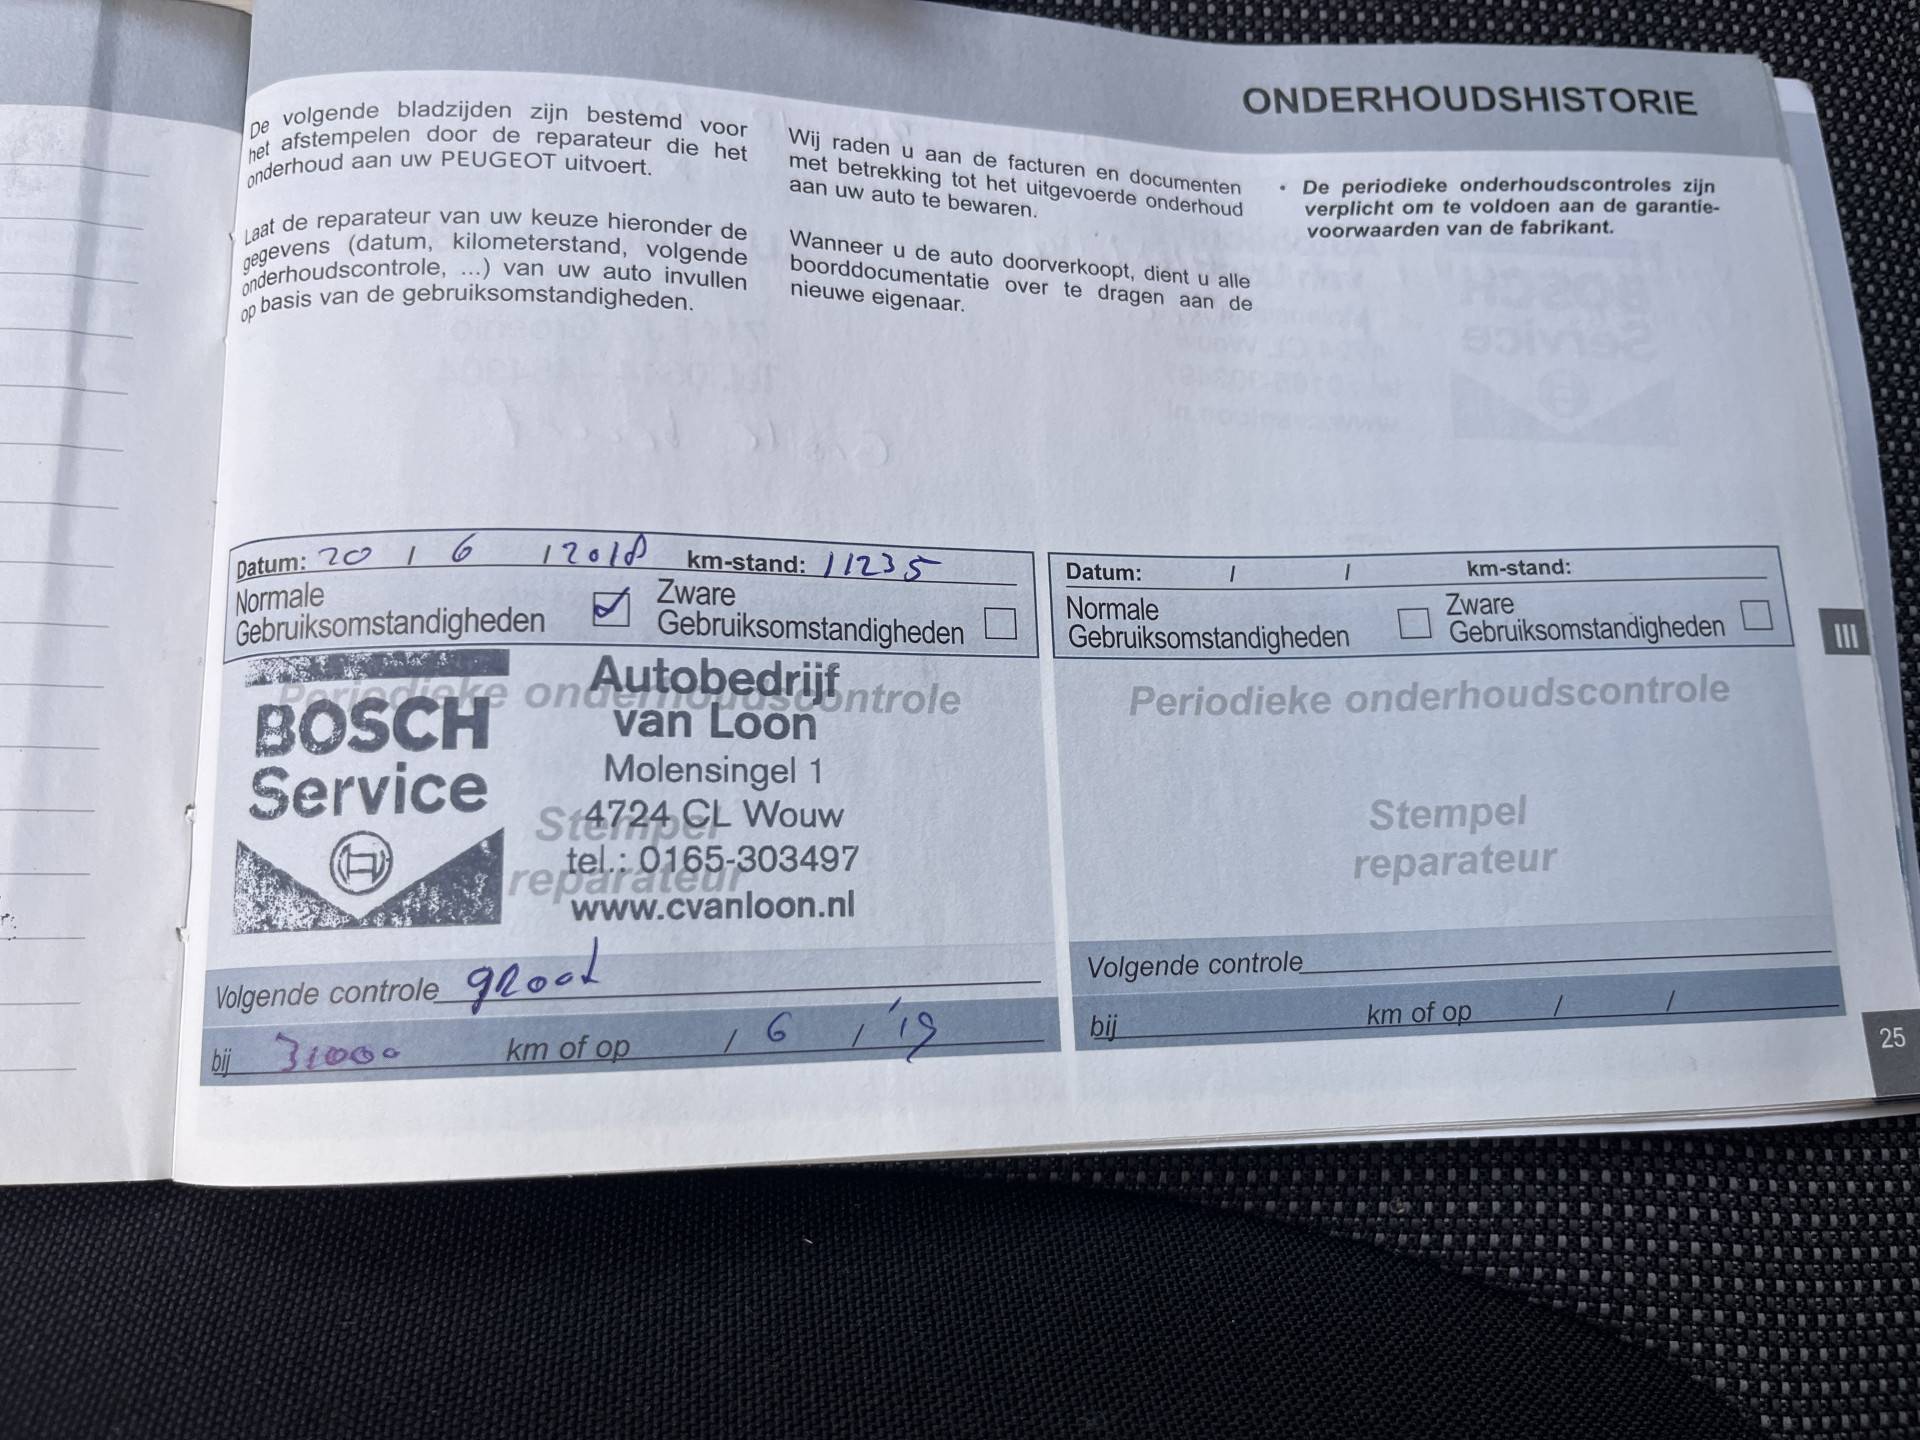 ONDERHOUDSHISTORIE
De volgende bladzijden zijn bestemd voor
het afstempelen door de reparateur die het
onderhoud aan uw PEUGEOT uitvoert.
Laat de reparateur van uw keuze hieronder de
gegevens (datum, kilometerstand, volgende
onderhoudscontrole, ...) van uw auto invullen
op basis van de gebruiksomstandigheden.
Wij raden u aan de facturen en documenten
met betrekking tot het uitgevoerde onderhoud
aan uw auto te bewaren.
Wanneer u de auto doorverkoopt, dient u alle
boorddocumentatie over te dragen aan de
nieuwe eigenaar.
• De periodieke onderhoudscontroles zijn
verplicht om te voldoen aan de garantie-
voorwaarden van de fabrikant.
Datum: 20 / 6 / 2018 km-stand: 11235
Normale
Gebruiksomstandigheden
Zware
Gebruiksomstandigheden
Periodieke onderhoudscontrole
Stempel
reparateur
BOSCH
Service
Autobedrijf
van Loon
Molensingel 1
4724 CL Wouw
tel.: 0165-303497
www.cvanloon.nl
Volgende controle groot
bij 31000 km of op / 6 / '19
Datum: / / km-stand:
Normale
Gebruiksomstandigheden
Zware
Gebruiksomstandigheden
Periodieke onderhoudscontrole
Stempel
reparateur
Volgende controle
bij km of op / /
III
25